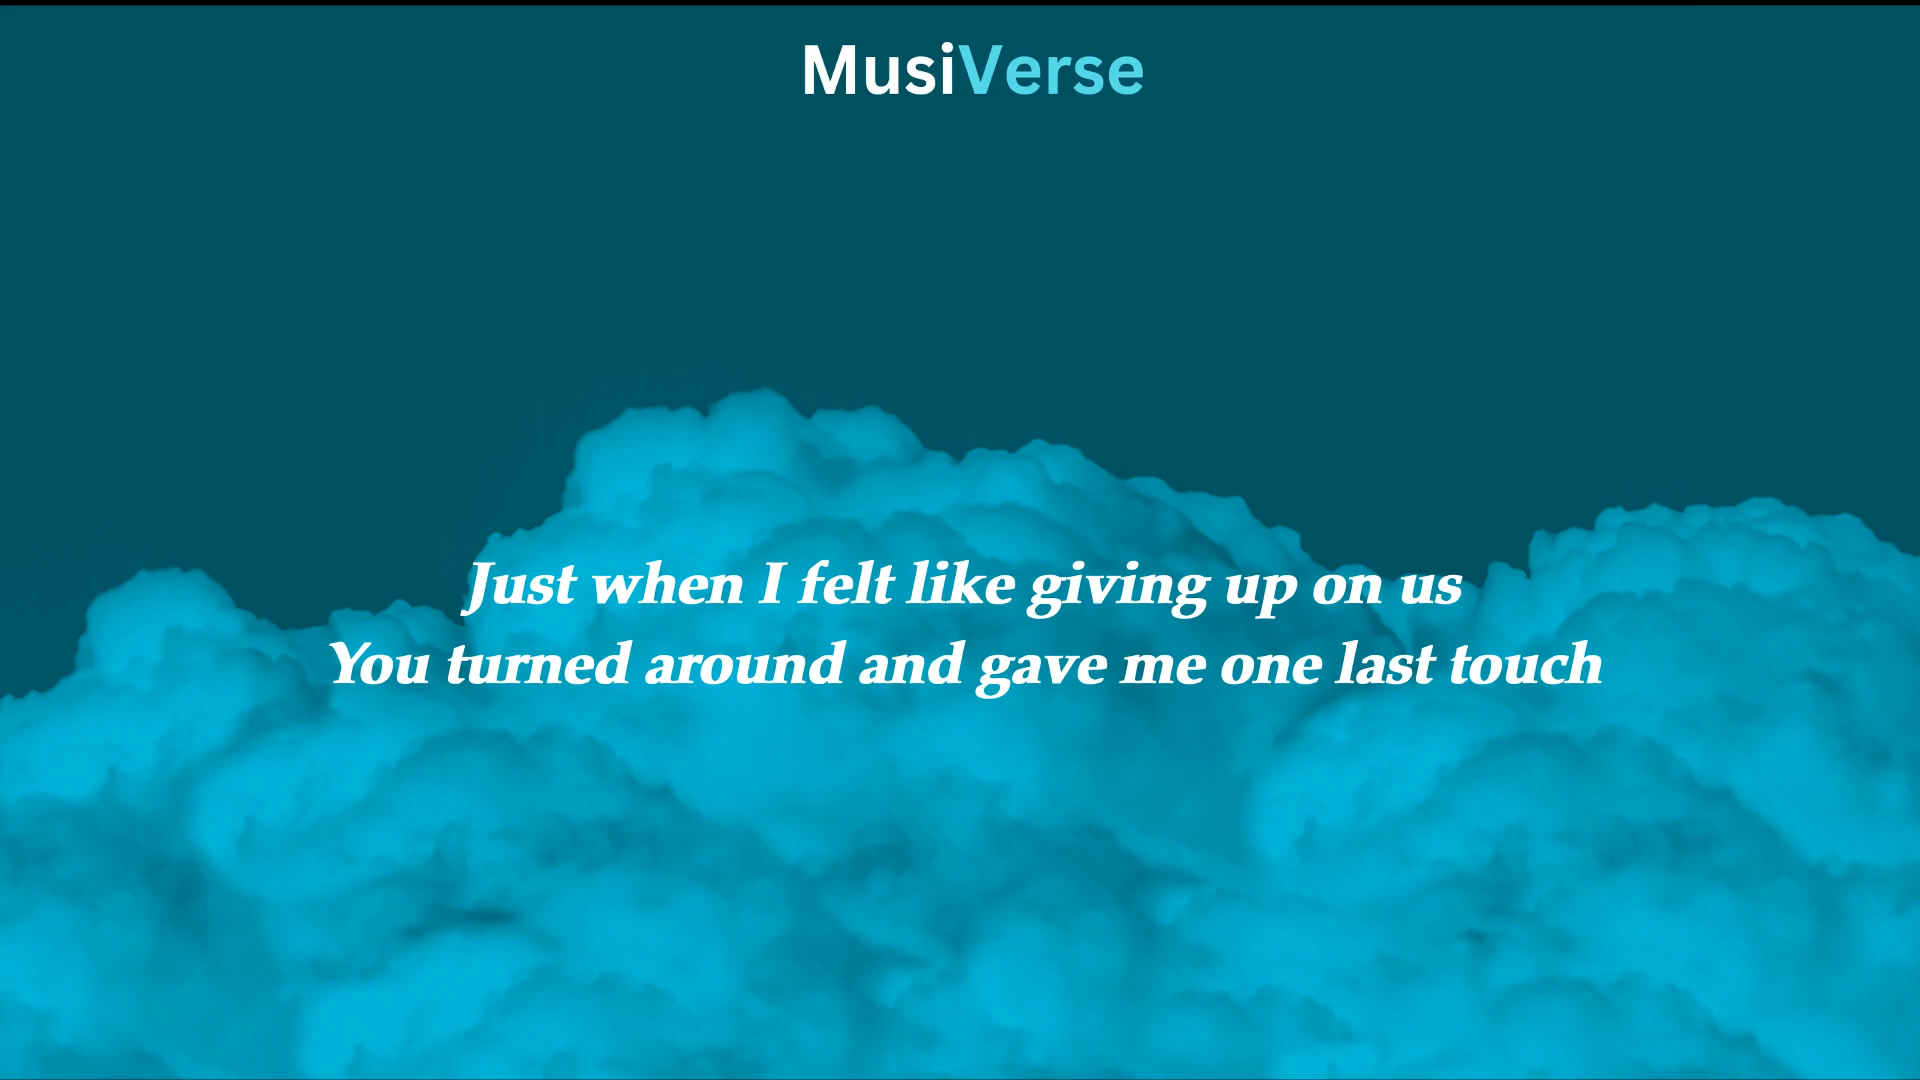 MusiVerse
Just when I felt like giving up on us
You turned around and gave me one last touch